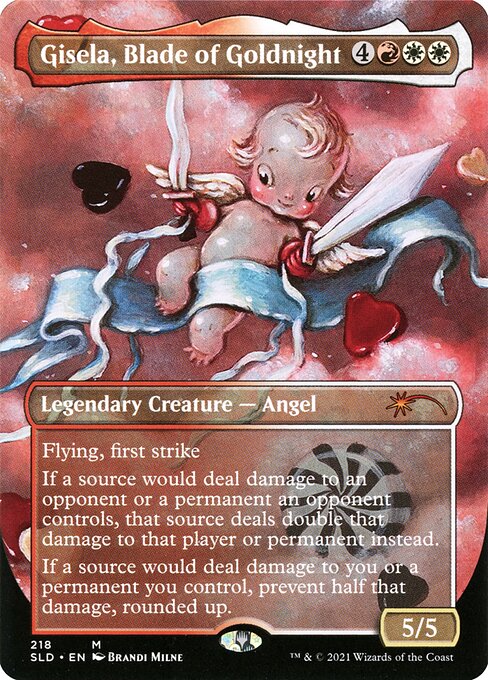 Gisela, Blade of Goldnight 4
Legendary Creature — Angel
Flying, first strike
If a source would deal damage to an
opponent or a permanent an opponent
controls, that source deals double that
damage to that player or permanent instead.
If a source would deal damage to you or a
permanent you control, prevent half that
damage, rounded up.
5/5
218 M
SLD • EN Brandi Milne
™ & © 2021 Wizards of the Coast